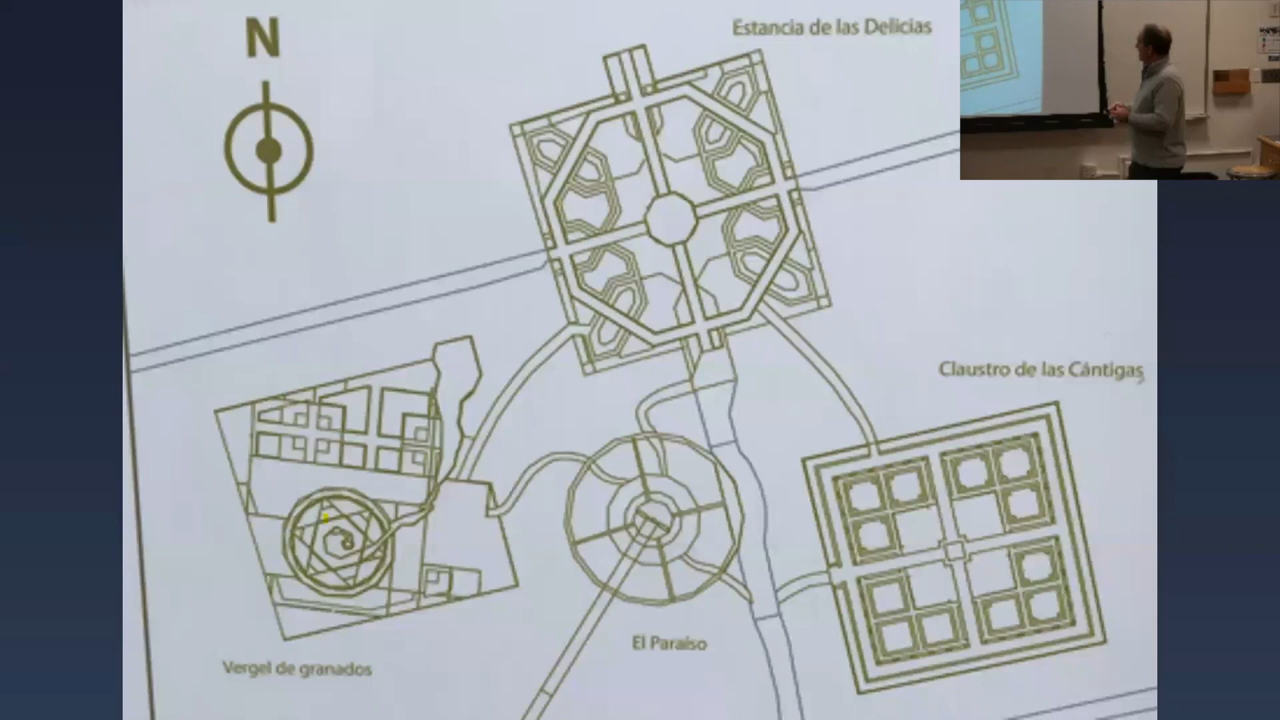 N
Estancia de las Delicias
Claustro de las Cántigas
El Paraíso
Vergel de granados